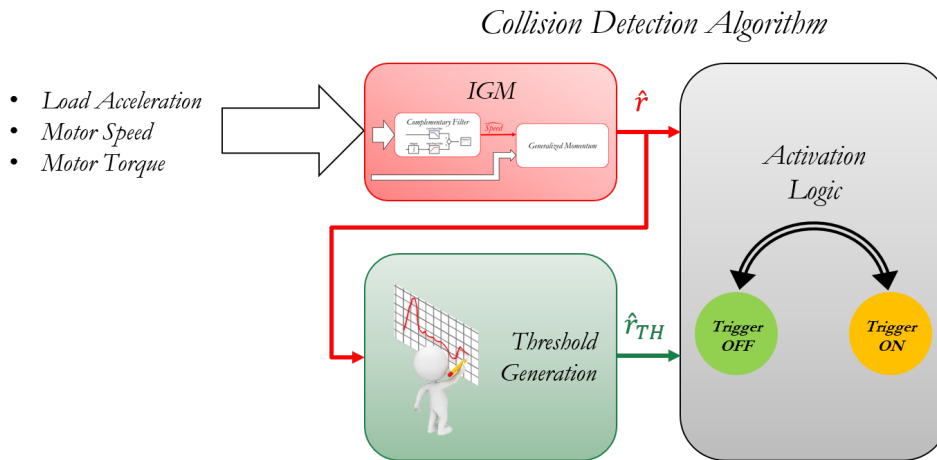 Collision Detection Algorithm
• Load Acceleration
• Motor Speed
• Motor Torque
IGM
Complementary Filter
Speed
Generalized Momentum
r̂
Activation
Logic
Trigger
OFF
Trigger
ON
Threshold
Generation
r̂TH